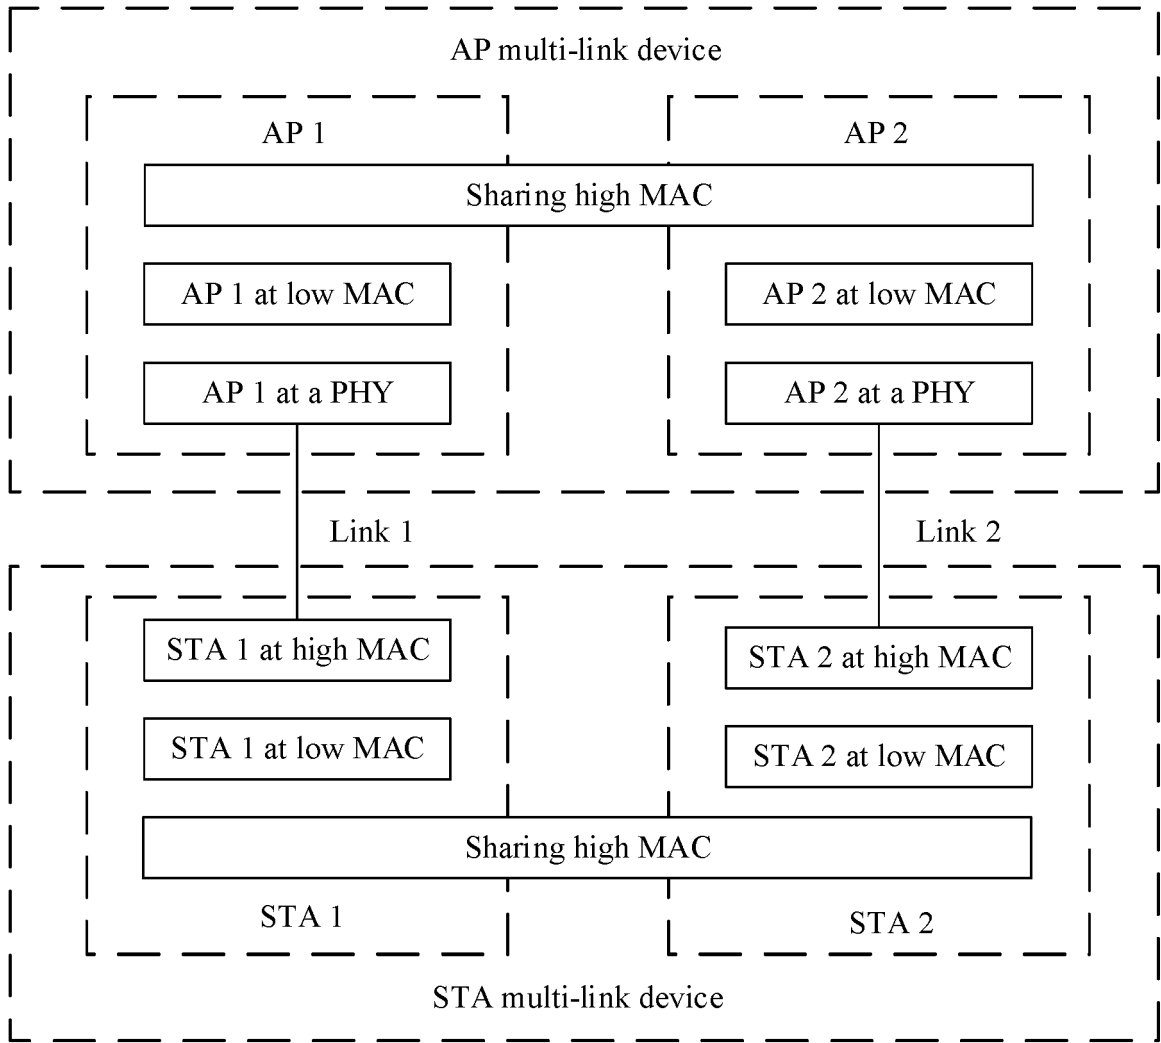 AP multi-link device
AP 1
AP 2
Sharing high MAC
AP 1 at low MAC
AP 2 at low MAC
AP 1 at a PHY
AP 2 at a PHY
Link 1
Link 2
STA 1 at high MAC
STA 2 at high MAC
STA 1 at low MAC
STA 2 at low MAC
Sharing high MAC
STA 1
STA 2
STA multi-link device